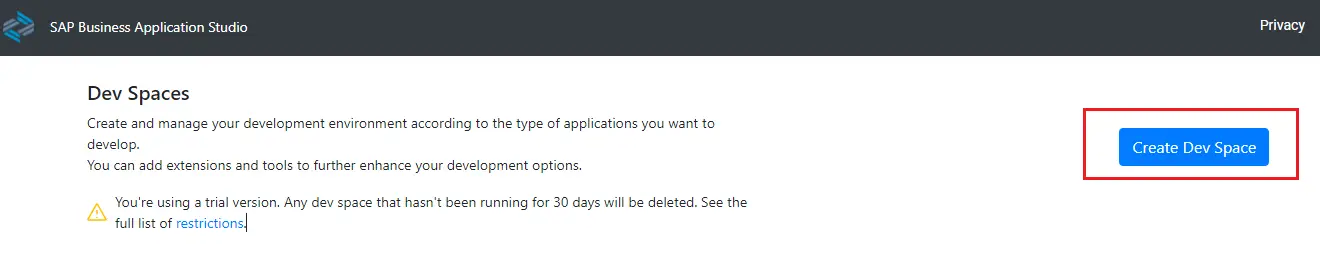 SAP Business Application Studio
Privacy
Dev Spaces
Create and manage your development environment according to the type of applications you want to
develop.
You can add extensions and tools to further enhance your development options.
Create Dev Space
You're using a trial version. Any dev space that hasn't been running for 30 days will be deleted. See the
full list of restrictions.